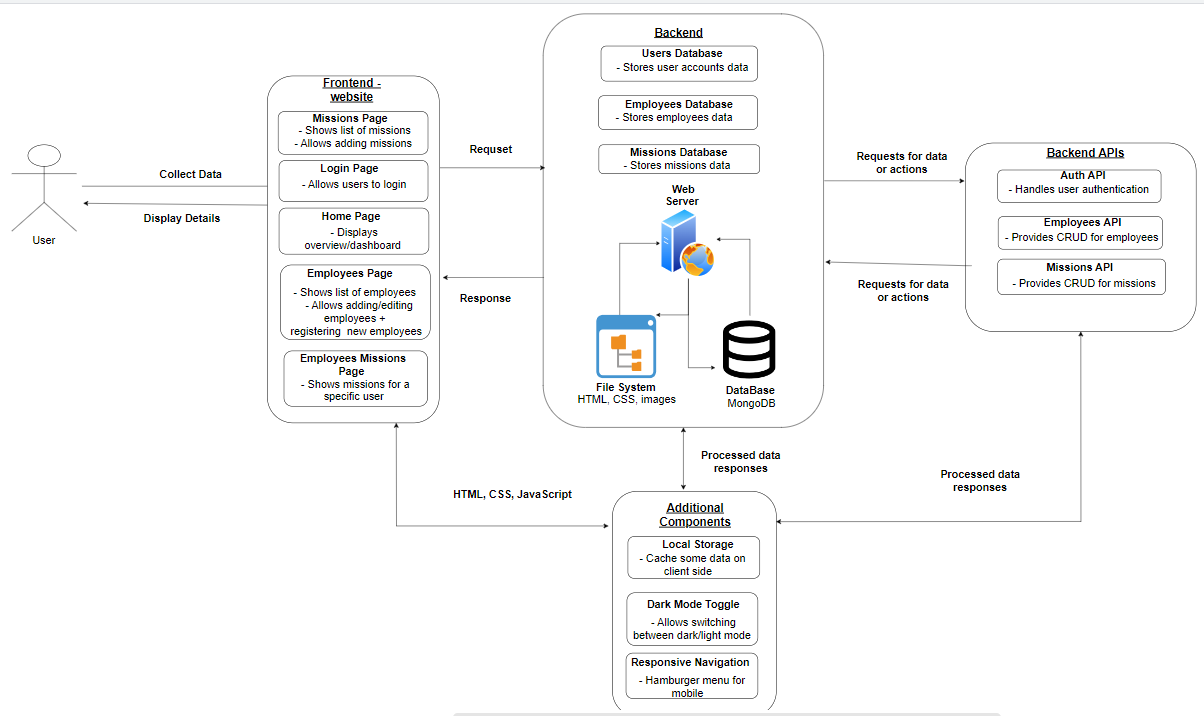 User
Collect Data
Display Details
Frontend -
website
Missions Page
- Shows list of missions
- Allows adding missions
Login Page
- Allows users to login
Home Page
- Displays
overview/dashboard
Employees Page
- Shows list of employees
- Allows adding/editing
employees +
registering new employees
Employees Missions
Page
- Shows missions for a
specific user
Requset
Response
Backend
Users Database
- Stores user accounts data
Employees Database
- Stores employees data
Missions Database
- Stores missions data
Web
Server
File System
HTML, CSS, images
DataBase
MongoDB
Requests for data
or actions
Requests for data
or actions
Backend APIs
Auth API
- Handles user authentication
Employees API
- Provides CRUD for employees
Missions API
- Provides CRUD for missions
Processed data
responses
Processed data
responses
HTML, CSS, JavaScript
Additional
Components
Local Storage
- Cache some data on
client side
Dark Mode Toggle
- Allows switching
between dark/light mode
Responsive Navigation
- Hamburger menu for
mobile